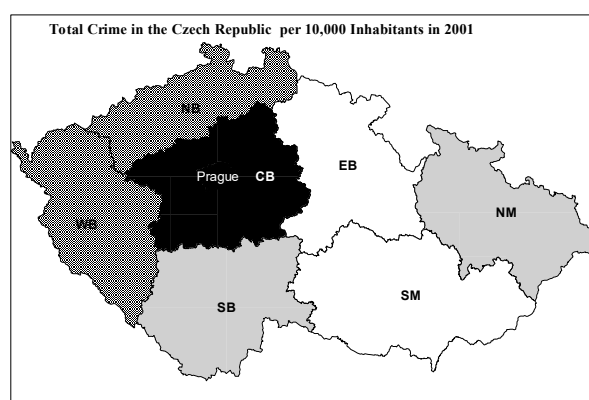 Total Crime in the Czech Republic per 10,000 Inhabitants in 2001
NB
EB
Prague CB
NM
WB
SM
SB